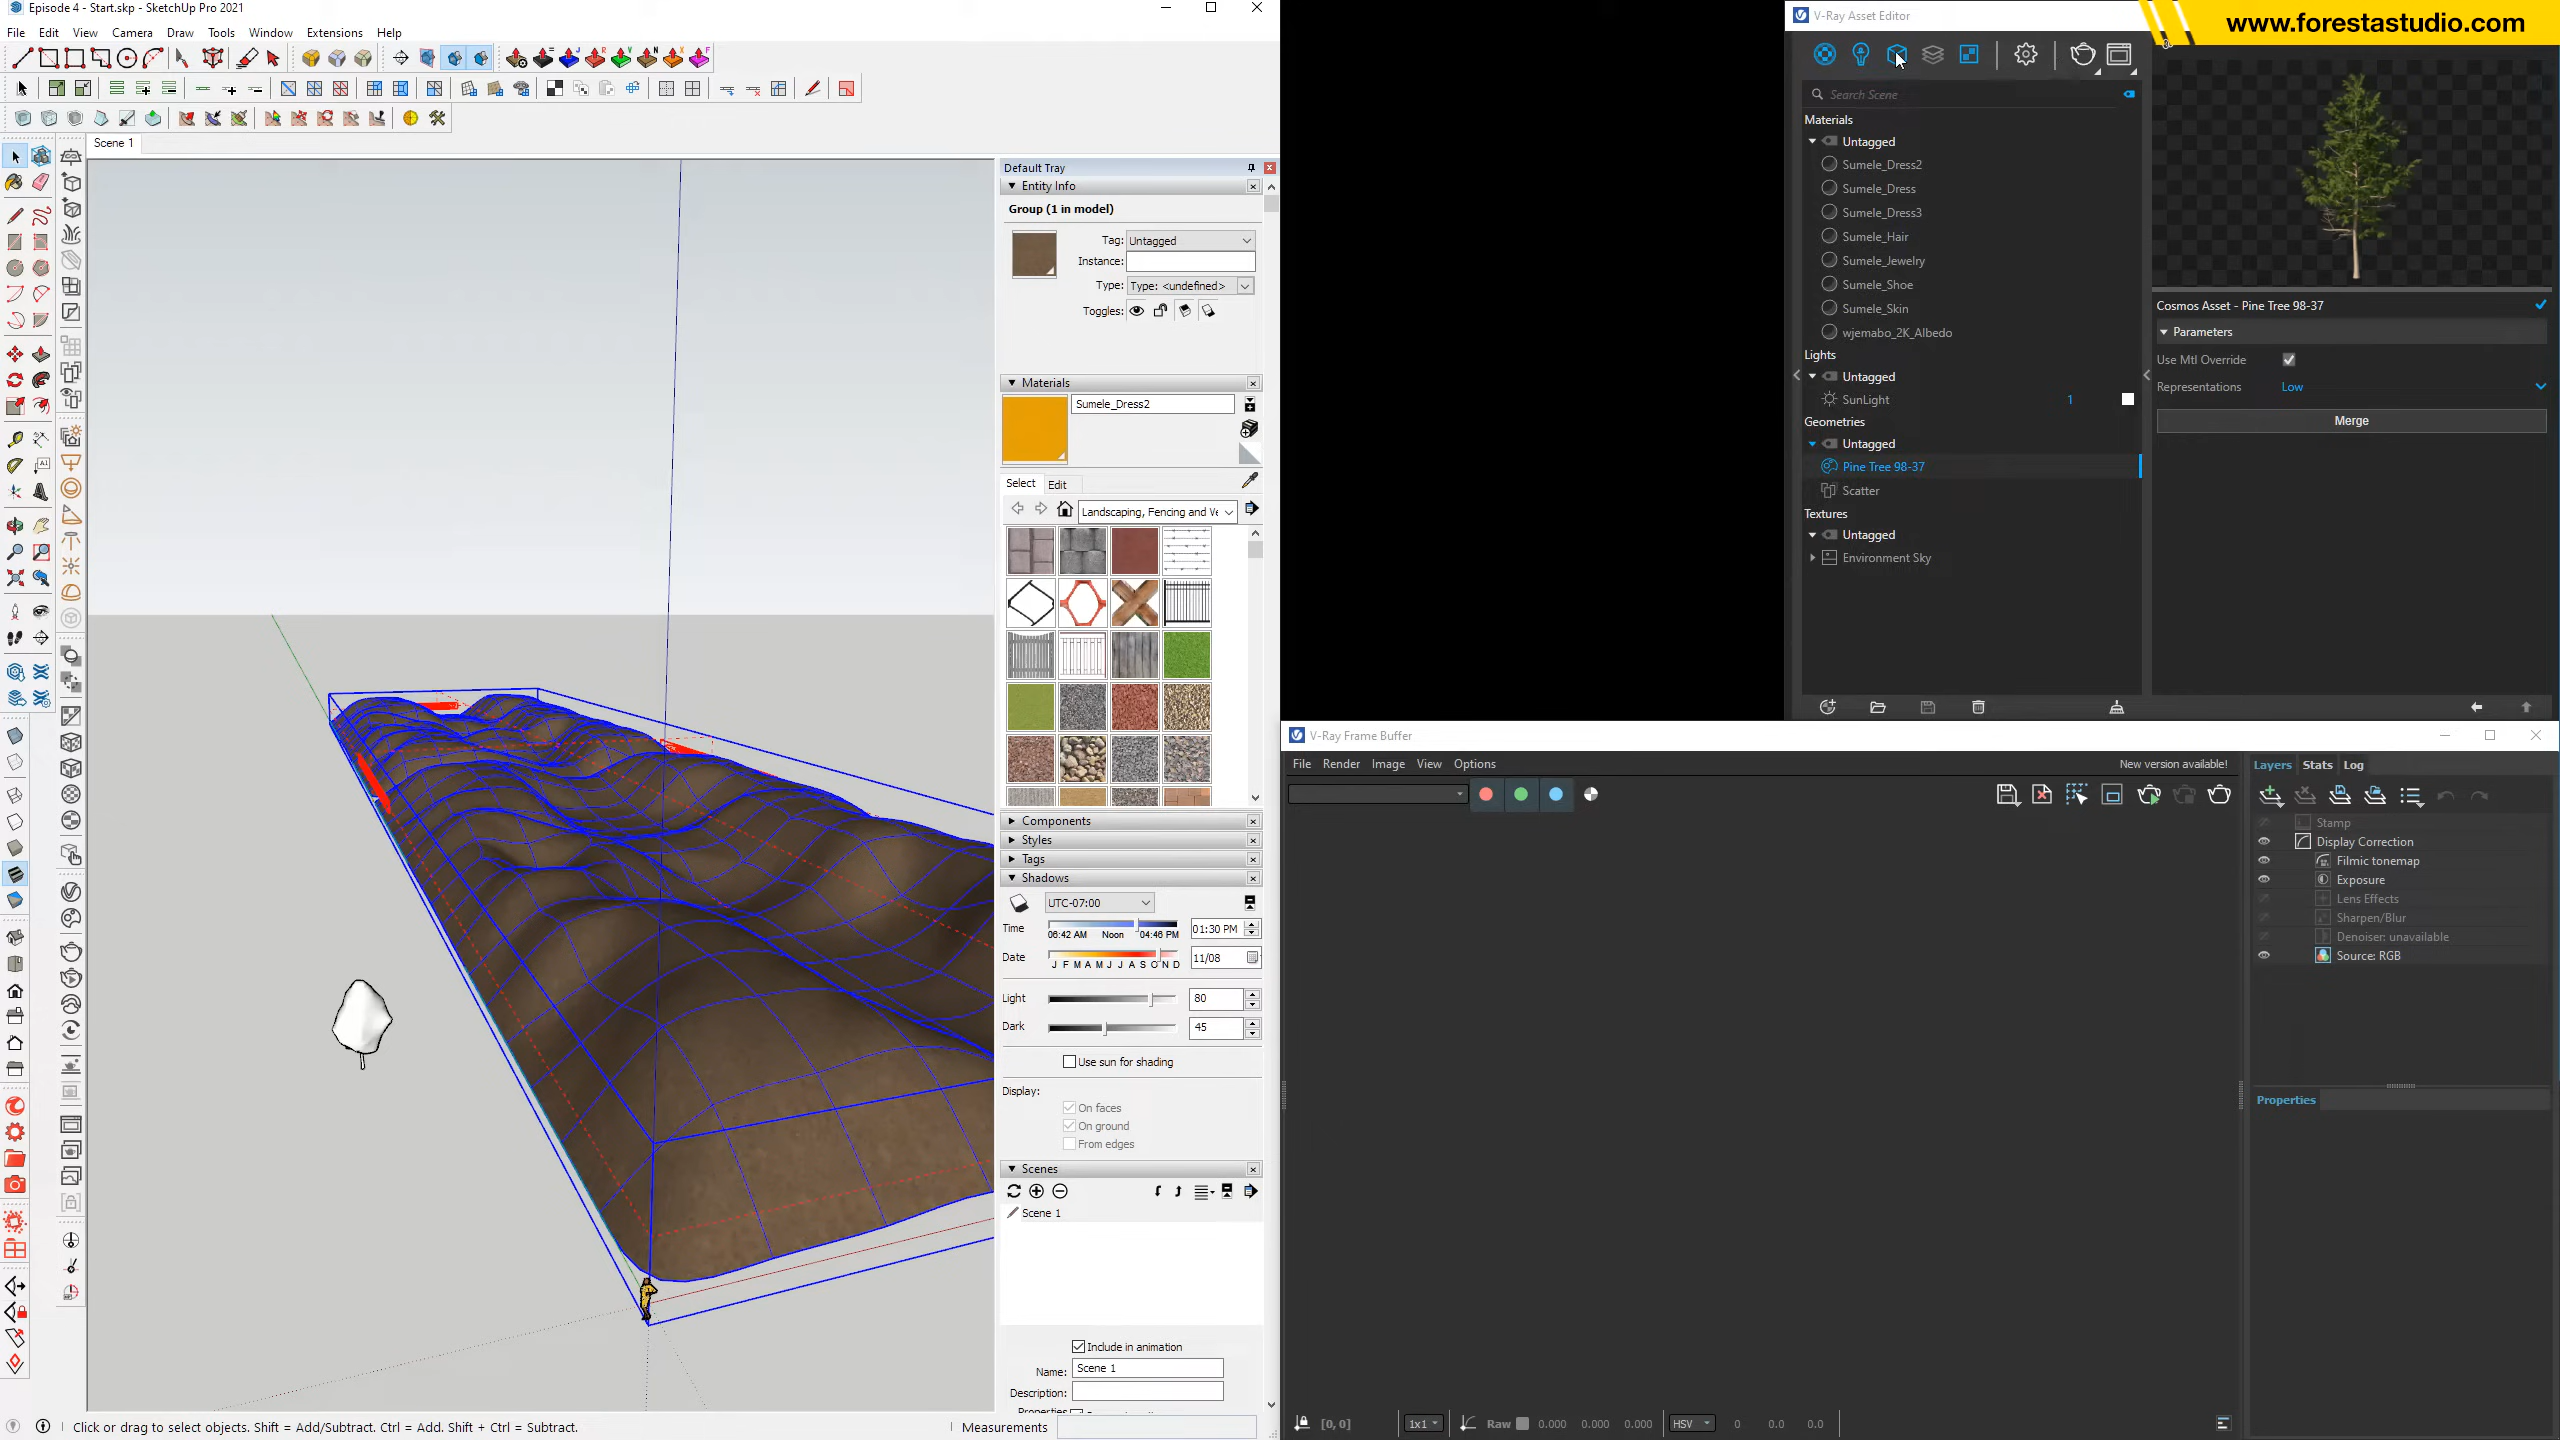 Episode 4 - Start.skp - SketchUp Pro 2021
File Edit View Camera Draw Tools Window Extensions Help
Scene 1
Default Tray
Entity Info
Group (1 in model)
Tag: Untagged
Instance:
Type: Type: <undefined>
Toggles:
Materials
Sumele_Dress2
Select Edit
Landscaping, Fencing and Ve
Components
Styles
Tags
Shadows
UTC-07:00
Time 01:30 PM
06:42 AM Noon 04:46 PM
Date 11/08
J F M A M J J A S O N D
Light 80
Dark 45
Use sun for shading
Display:
On faces
On ground
From edges
Scenes
Scene 1
Include in animation
Name: Scene 1
Description:
Properties
Click or drag to select objects. Shift = Add/Subtract. Ctrl = Add. Shift + Ctrl = Subtract.
Measurements
V-Ray Asset Editor
www.forestastudio.com
Search Scene
Materials
Untagged
Sumele_Dress2
Sumele_Dress
Sumele_Dress3
Sumele_Hair
Sumele_Jewelry
Sumele_Shoe
Sumele_Skin
wjemabo_2K_Albedo
Lights
Untagged
SunLight 1
Geometries
Untagged
Pine Tree 98-37
Scatter
Textures
Untagged
Environment Sky
Cosmos Asset - Pine Tree 98-37
Parameters
Use Mtl Override
Representations Low
Merge
V-Ray Frame Buffer
File Render Image View Options
New version available!
Layers Stats Log
Stamp
Display Correction
Filmic tonemap
Exposure
Lens Effects
Sharpen/Blur
Denoiser: unavailable
Source: RGB
Properties
[0, 0] 1x1 Raw 0.000 0.000 0.000 HSV 0 0.0 0.0